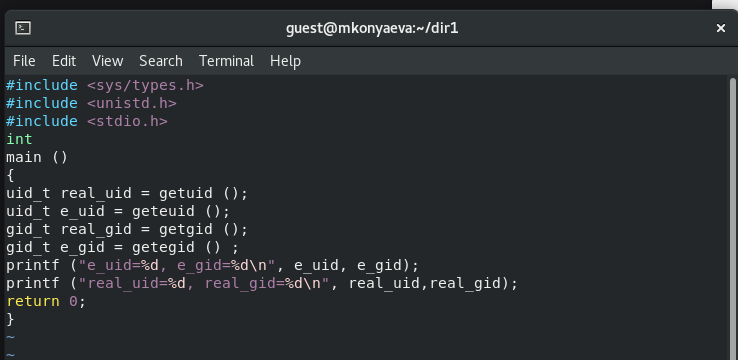 guest@mkonyaeva:~/dir1
File Edit View Search Terminal Help
#include <sys/types.h>
#include <unistd.h>
#include <stdio.h>
int
main ()
{
uid_t real_uid = getuid ();
uid_t e_uid = geteuid ();
gid_t real_gid = getgid ();
gid_t e_gid = getegid () ;
printf ("e_uid=%d, e_gid=%d\n", e_uid, e_gid);
printf ("real_uid=%d, real_gid=%d\n", real_uid,real_gid);
return 0;
}
~
~